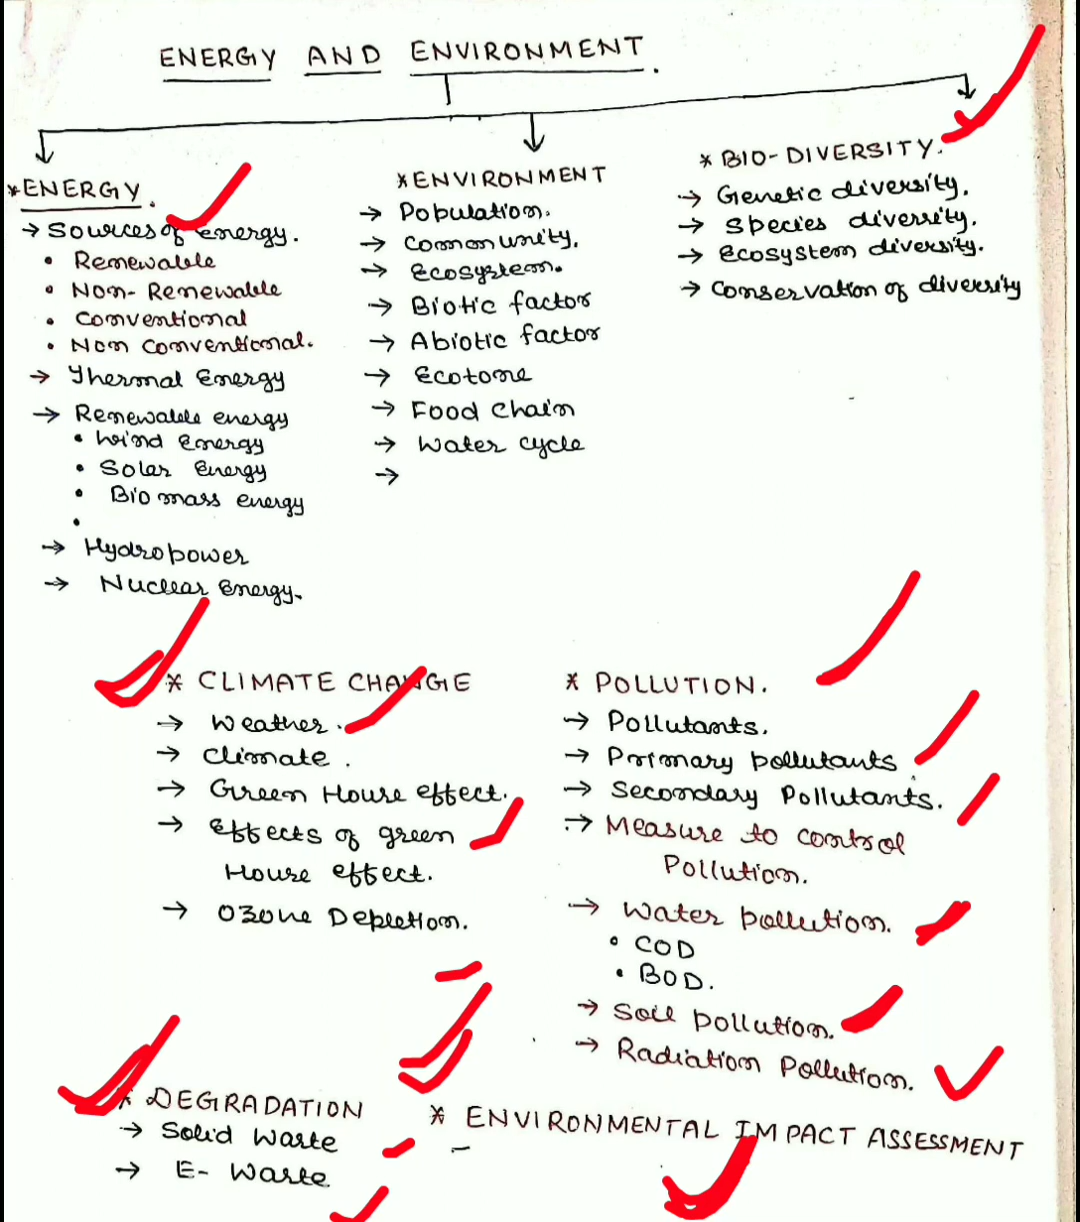 ENERGY AND ENVIRONMENT.
* ENERGY.
→ Sources of energy.
• Renewable
• Non-Renewable
• Conventional
• Non Conventional.
→ Thermal Energy
→ Renewable energy
• Wind Energy
• Solar Energy
• Bio mass energy
•
→ Hydropower
→ Nuclear Energy.
* ENVIRONMENT
→ Population.
→ Community.
→ Ecosystem.
→ Biotic factor
→ Abiotic factor
→ Ecotone
→ Food Chain
→ Water cycle
→
* BIO-DIVERSITY.
→ Genetic diversity.
→ Species diversity.
→ Ecosystem diversity.
→ Conservation of diversity
* CLIMATE CHANGE
→ Weather.
→ Climate.
→ Green House effect.
→ Effects of green
House effect.
→ Ozone Depletion.
* POLLUTION.
→ Pollutants.
→ Primary pollutants
→ Secondary Pollutants.
→ Measure to control
Pollution.
→ Water pollution.
• COD
• BOD.
→ Soil pollution.
→ Radiation Pollution.
* DEGRADATION
→ Solid Waste
→ E-Waste
* ENVIRONMENTAL IMPACT ASSESSMENT